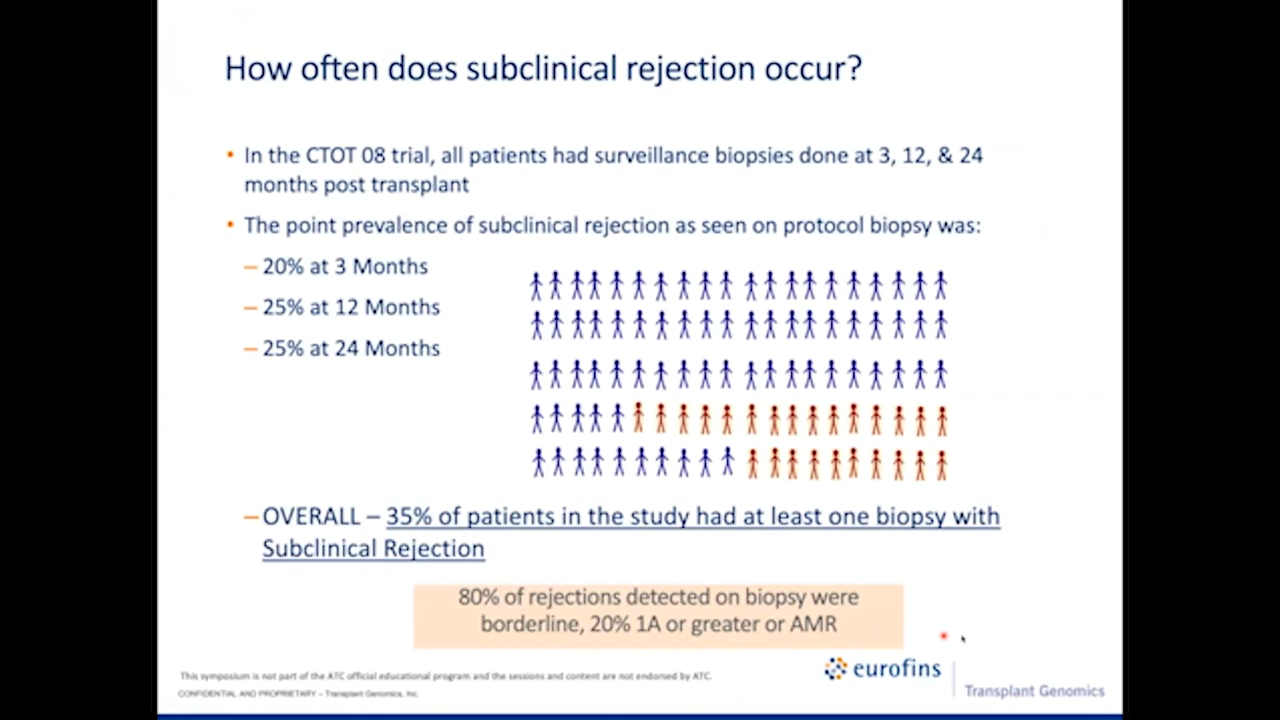 How often does subclinical rejection occur?
• In the CTOT 08 trial, all patients had surveillance biopsies done at 3, 12, & 24
months post transplant
• The point prevalence of subclinical rejection as seen on protocol biopsy was:
– 20% at 3 Months
– 25% at 12 Months
– 25% at 24 Months
– OVERALL – 35% of patients in the study had at least one biopsy with
Subclinical Rejection
80% of rejections detected on biopsy were
borderline, 20% 1A or greater or AMR
This symposium is not part of the ATC official educational program and the sessions and content are not endorsed by ATC.
CONFIDENTIAL AND PROPRIETARY – Transplant Genomics, Inc.
eurofins
Transplant Genomics